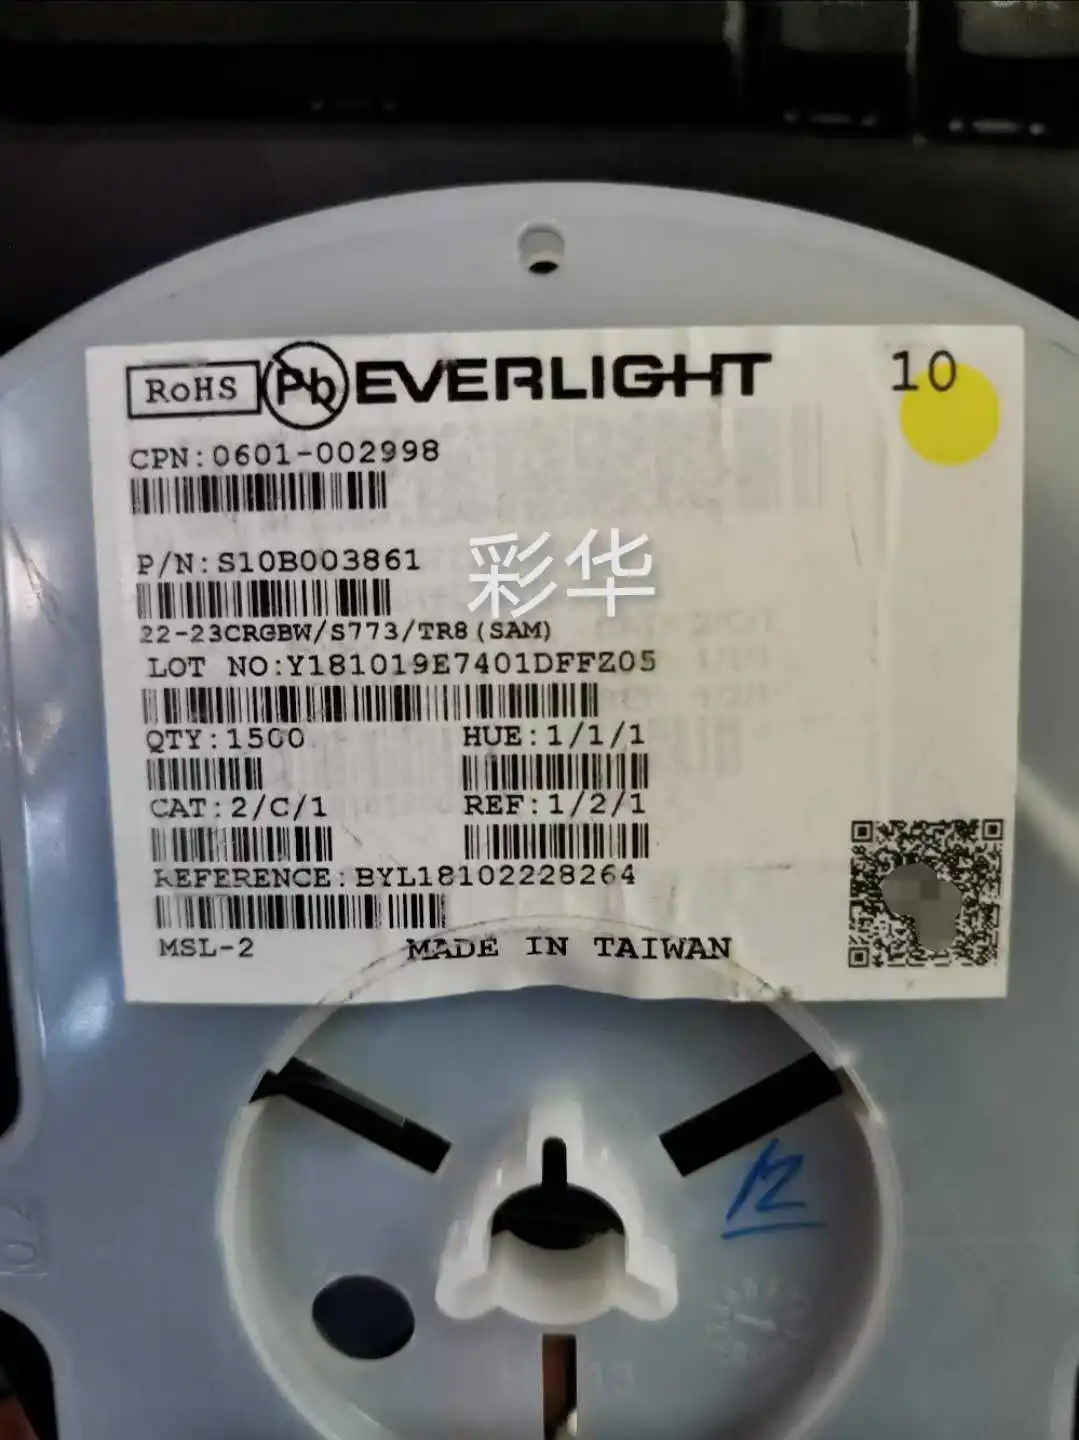 RoHS Pb EVERLIGHT 10
CPN:0601-002998
P/N:S10B003861
彩华
22-23CRGBW/S773/TR8(SAM)
LOT NO:Y181019E7401DFFZ05
QTY:1500 HUE:1/1/1
CAT:2/C/1 REF:1/2/1
REFERENCE:BYL18102228264
MSL-2 MADE IN TAIWAN
12